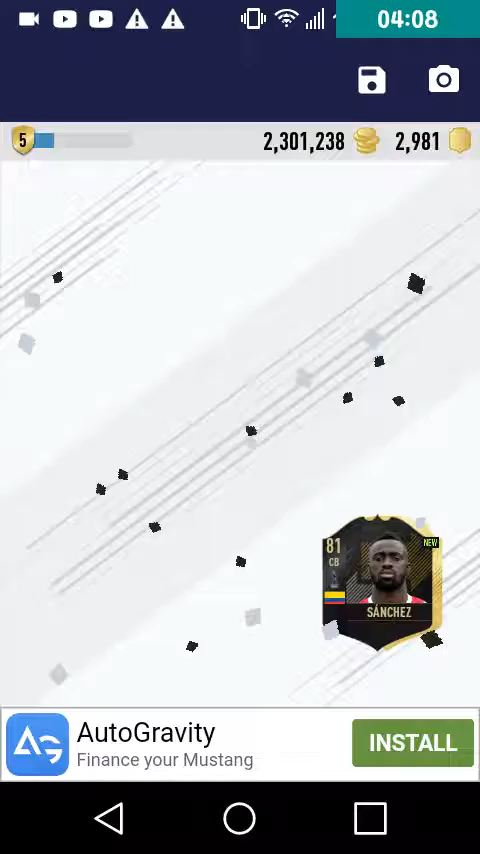 04:08
5
2,301,238
2,981
81
NEW
CB
SÁNCHEZ
AutoGravity
Finance your Mustang
INSTALL